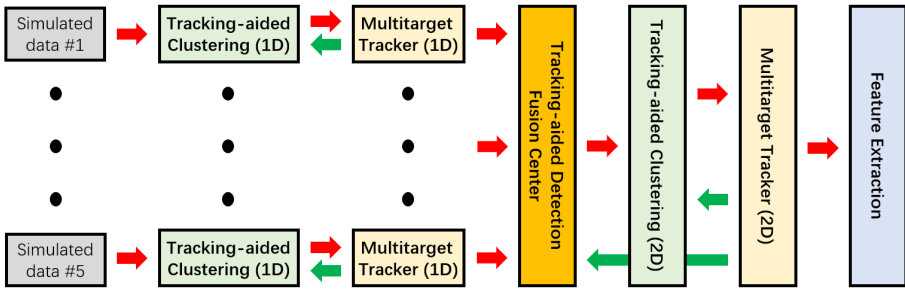 Simulated
data #1
Tracking-aided
Clustering (1D)
Multitarget
Tracker (1D)
Tracking-aided Detection
Fusion Center
Tracking-aided Clustering (2D)
Multitarget Tracker (2D)
Feature Extraction
Simulated
data #5
Tracking-aided
Clustering (1D)
Multitarget
Tracker (1D)